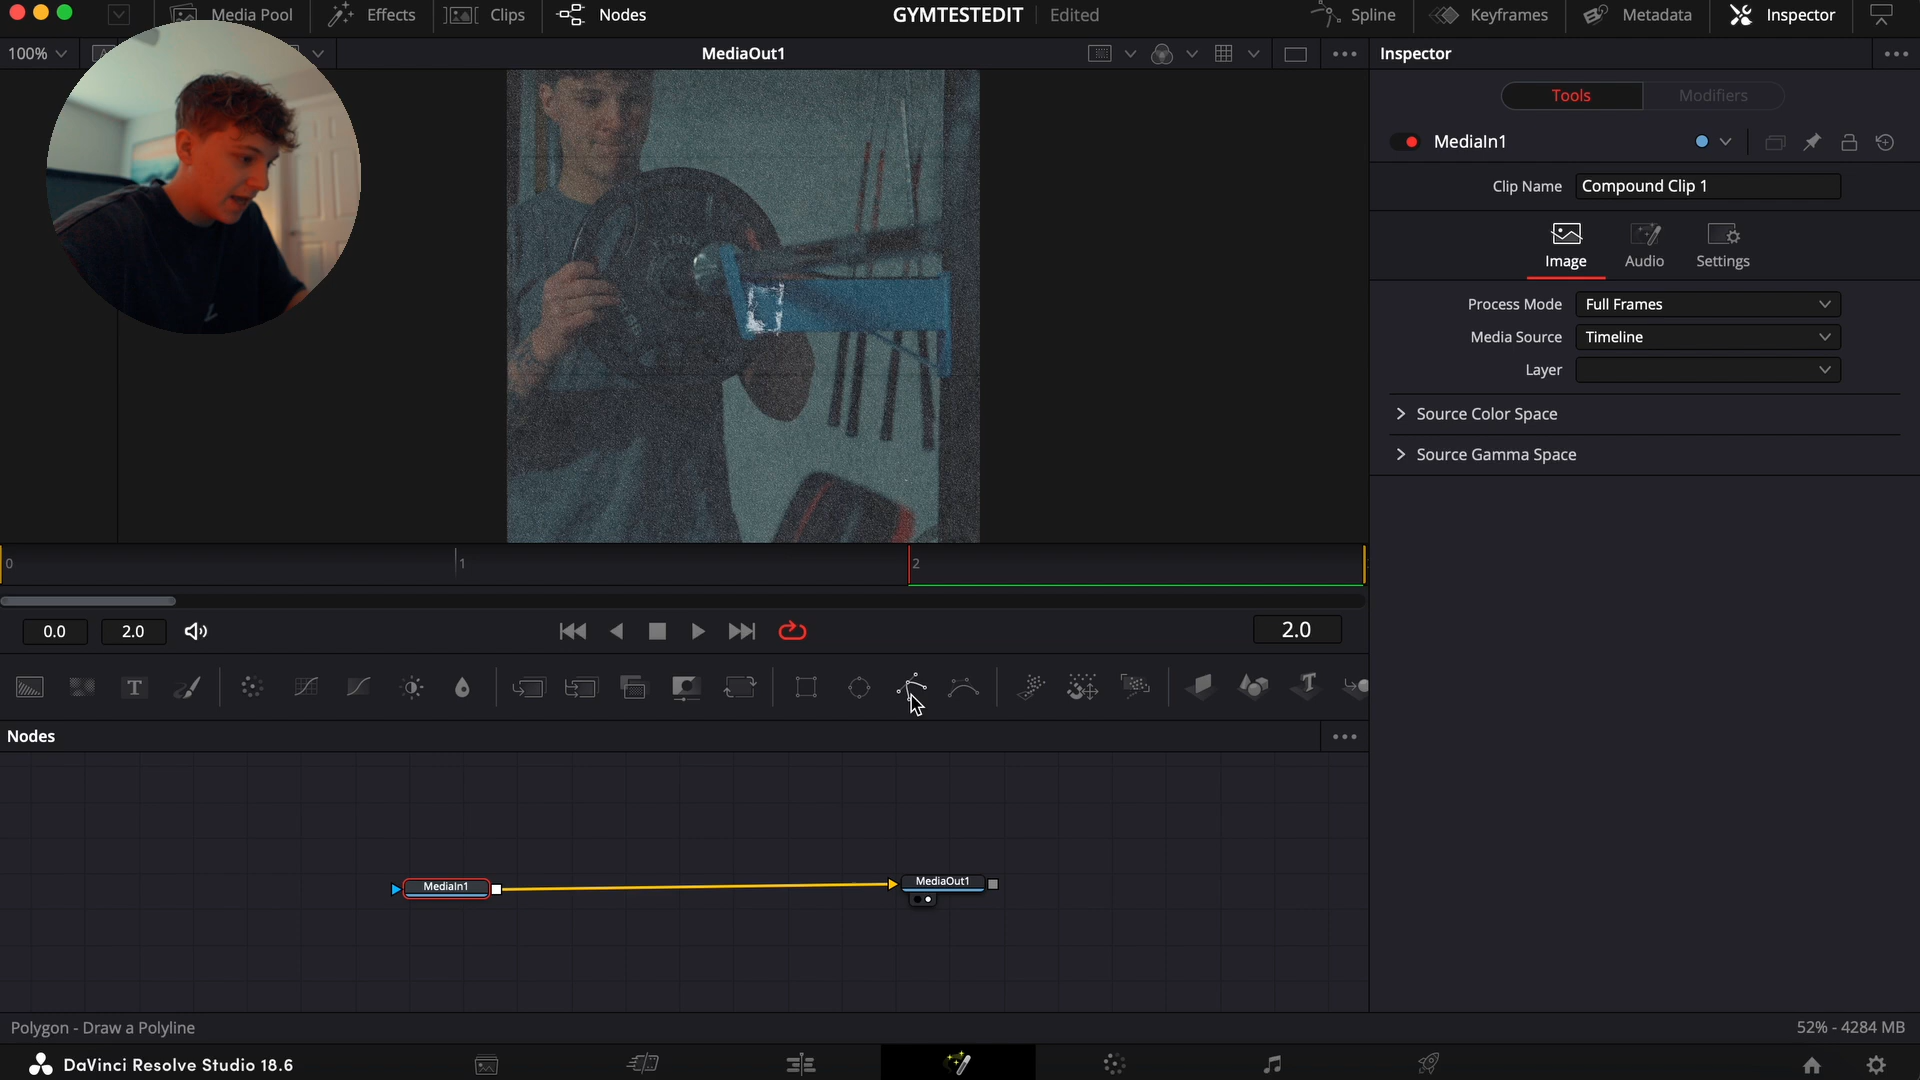 Media Pool
Effects
Clips
Nodes
GYMTESTEDIT
Edited
Spline
Keyframes
Metadata
Inspector
100%
MediaOut1
Inspector
Tools
Modifiers
MediaIn1
Clip Name
Compound Clip 1
Image
Audio
Settings
Process Mode
Full Frames
Media Source
Timeline
Layer
Source Color Space
Source Gamma Space
0
1
2
0.0
2.0
2.0
T
T
Nodes
MediaIn1
MediaOut1
Polygon - Draw a Polyline
52% - 4284 MB
DaVinci Resolve Studio 18.6